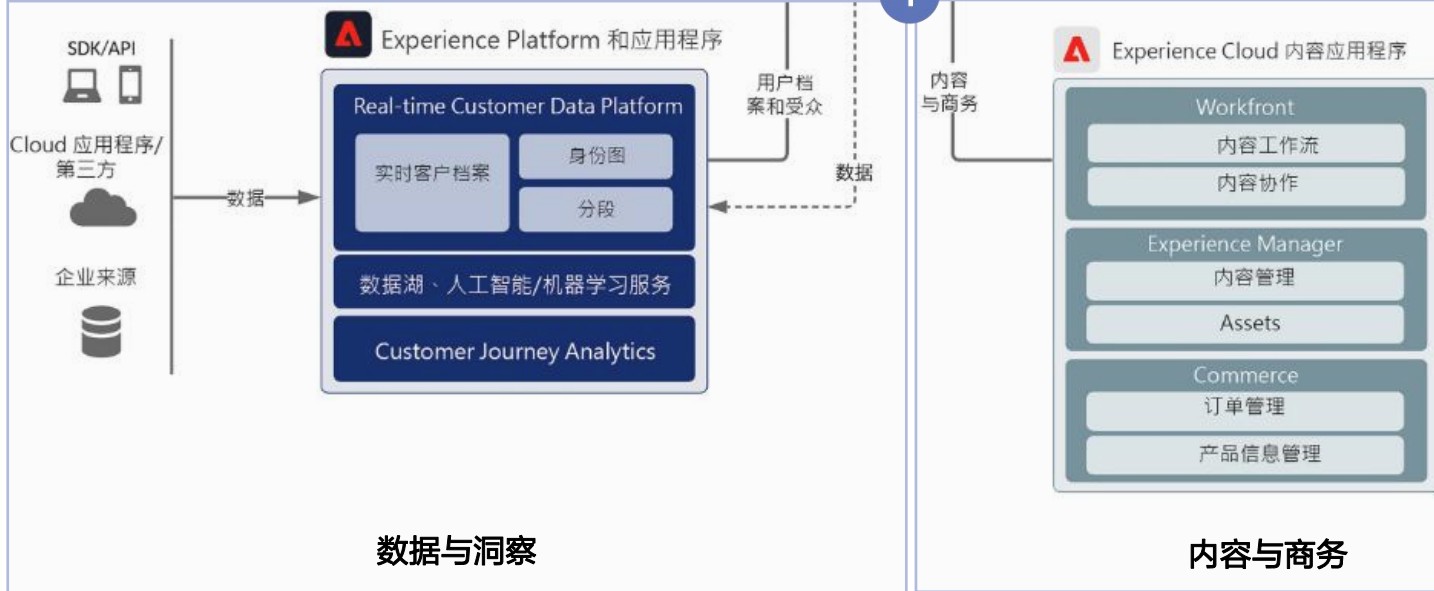 SDK/API
Cloud 应用程序/
第三方
企业来源
数据
Experience Platform 和应用程序
Real-time Customer Data Platform
实时客户档案
身份图
分段
数据湖、人工智能/机器学习服务
Customer Journey Analytics
用户档
案和受众
数据
数据与洞察
内容
与商务
Experience Cloud 内容应用程序
Workfront
内容工作流
内容协作
Experience Manager
内容管理
Assets
Commerce
订单管理
产品信息管理
内容与商务